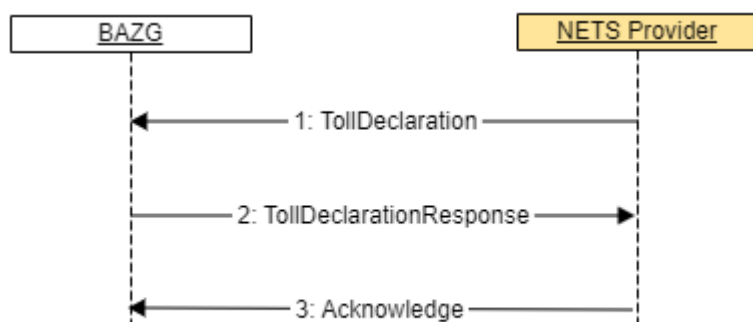 BAZG
NETS Provider
1: TollDeclaration
2: TollDeclarationResponse
3: Acknowledge